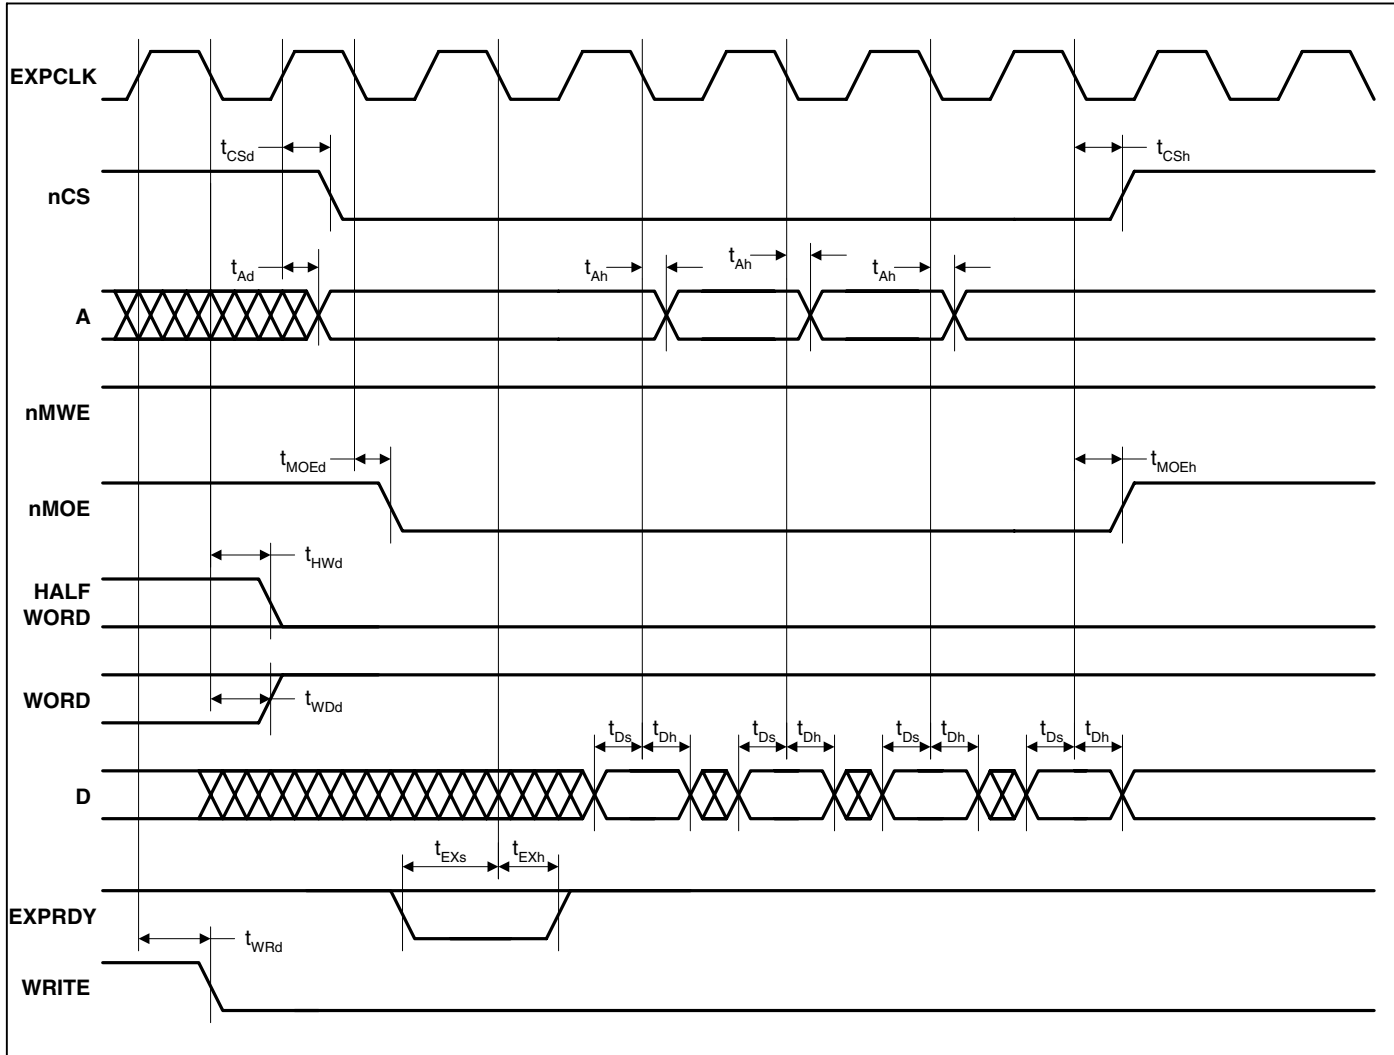 EXPCLK
tCSd
tCSh
nCS
tAd
tAh
tAh
tAh
A
nMWE
tMOEd
tMOEh
nMOE
tHWd
HALF
WORD
WORD
tWDd
tDs
tDh
tDs
tDh
tDs
tDh
tDs
tDh
D
tEXs
tEXh
EXPRDY
tWRd
WRITE